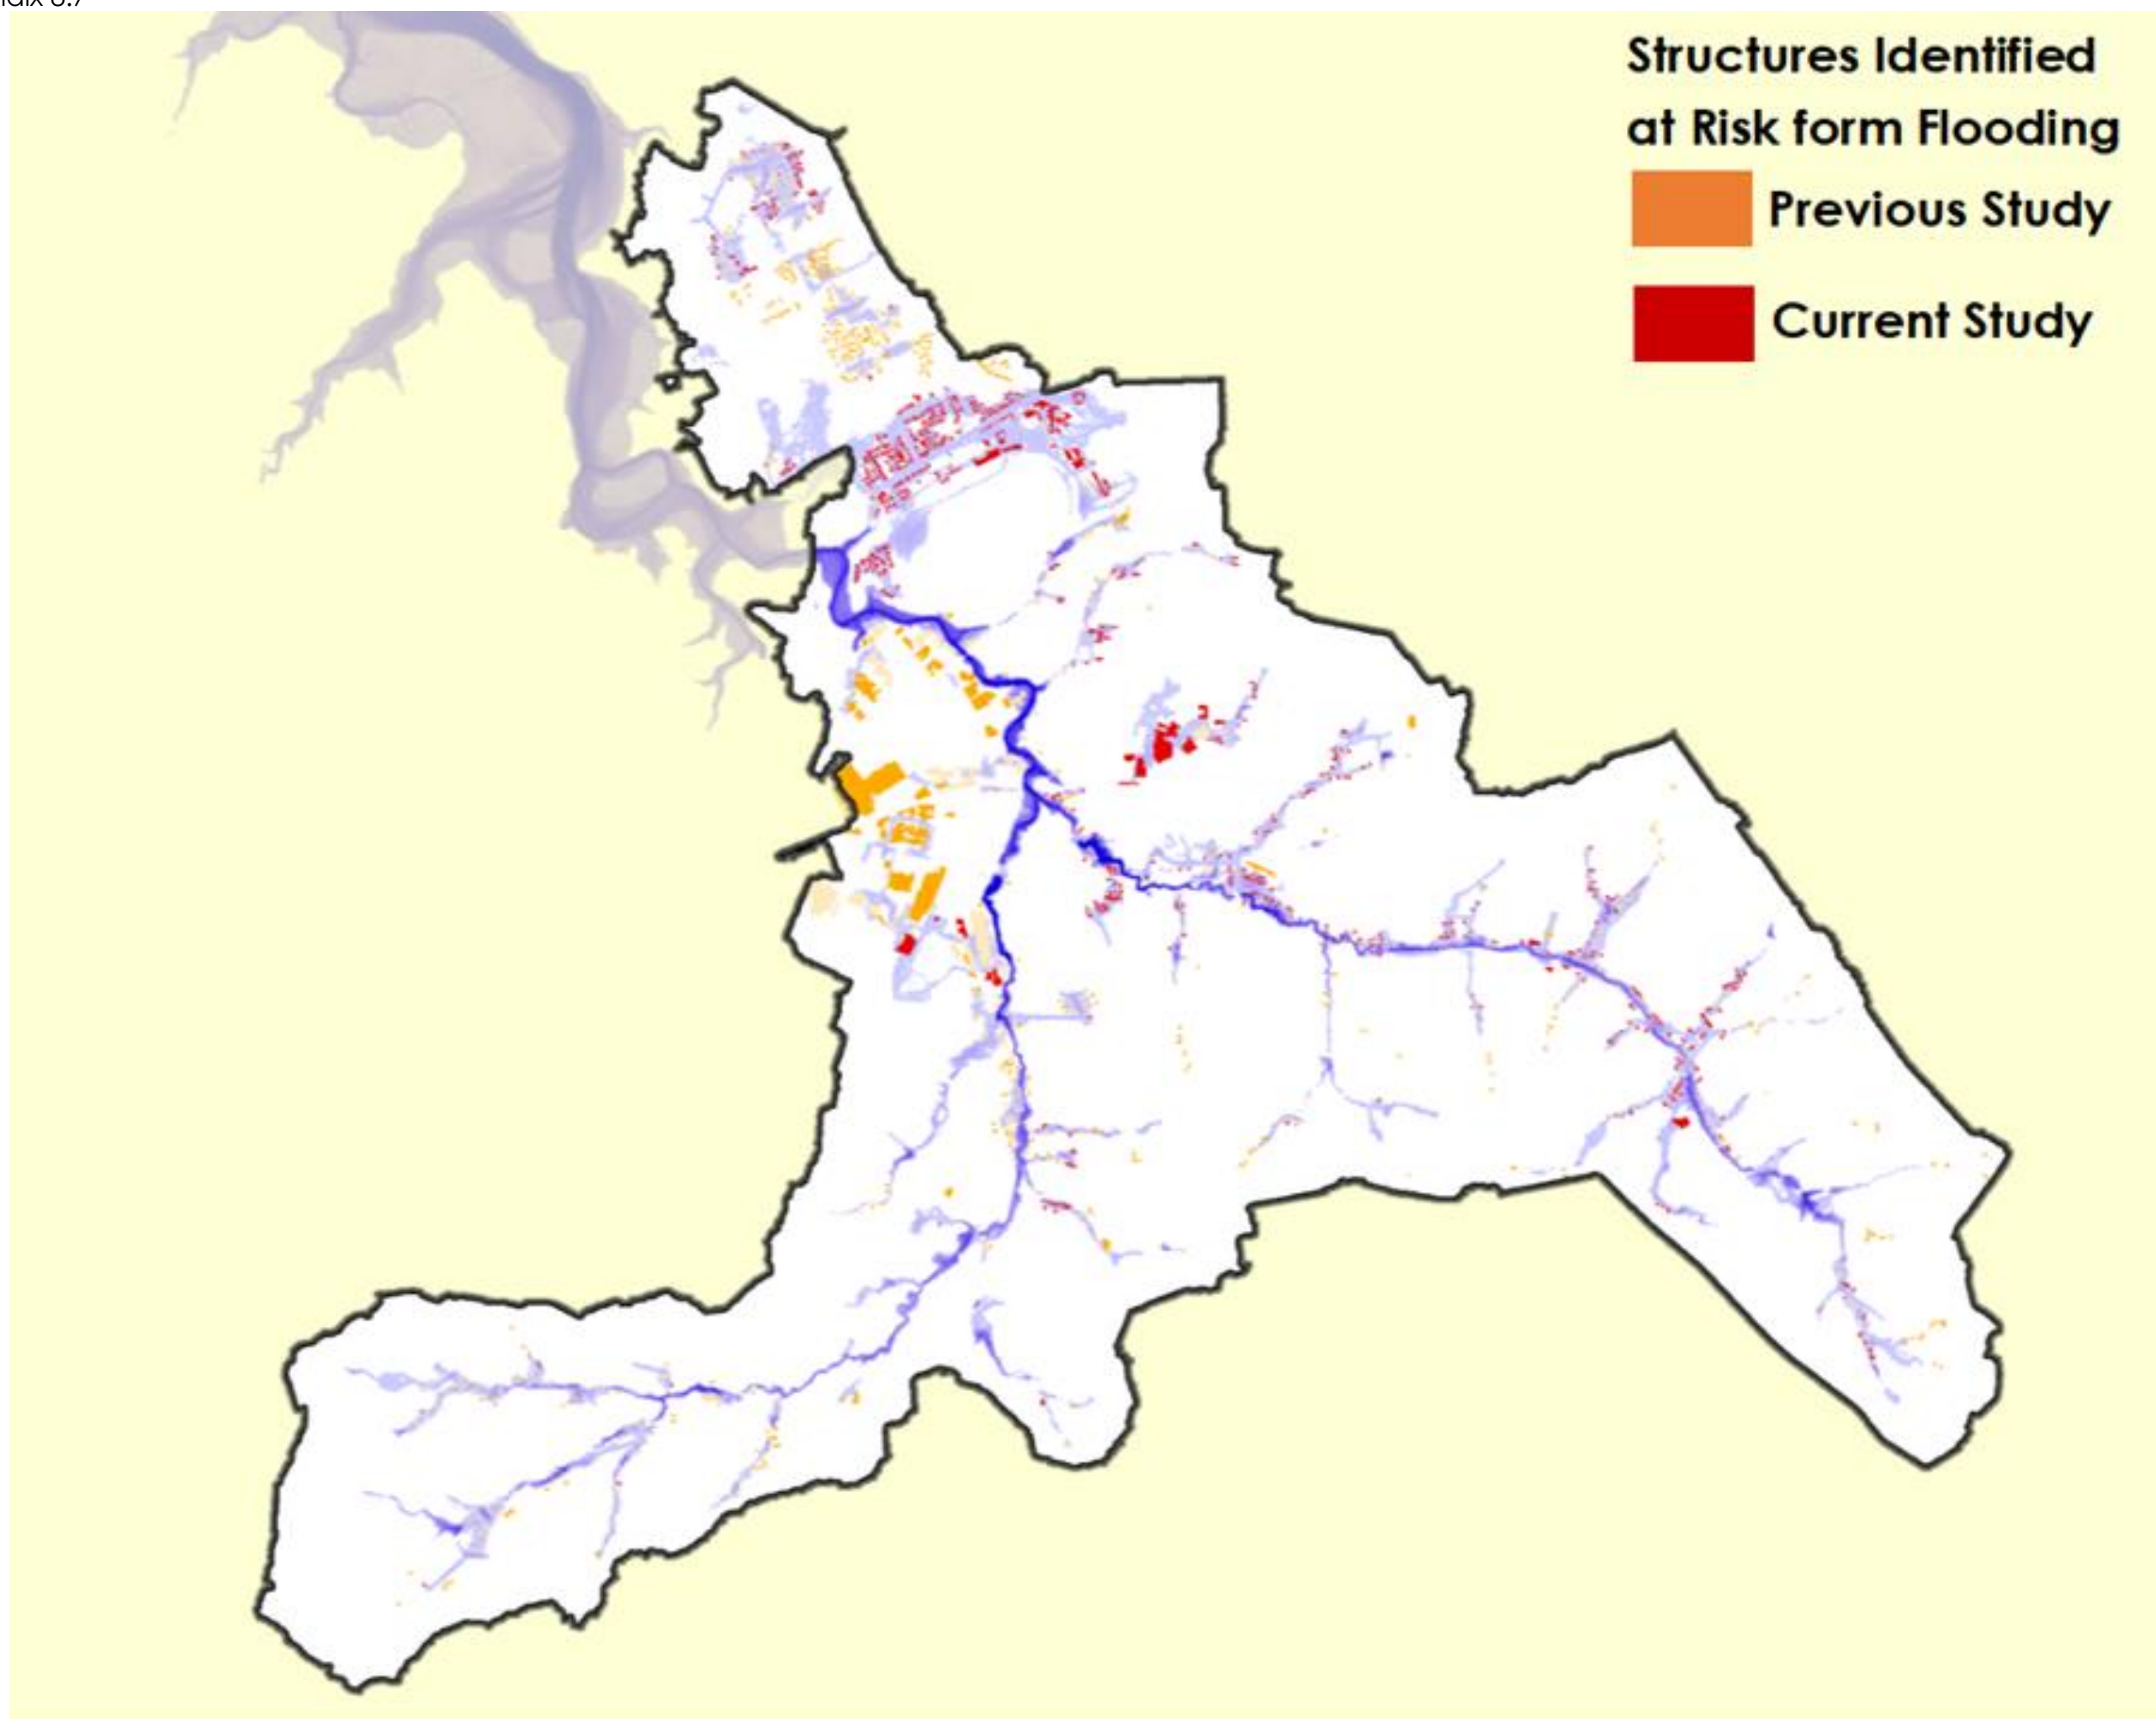 Structures Identified
at Risk form Flooding
Previous Study
Current Study